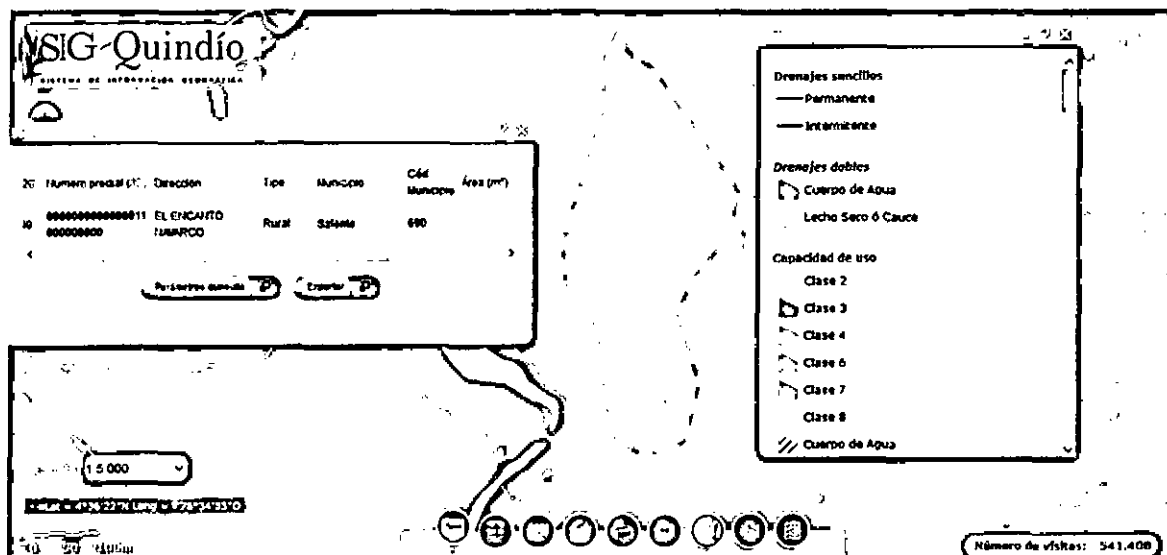 SIG-Quindío
SISTEMA DE INFORMACIÓN GEOGRÁFICA
Dirección Tipo Municipio Cód Municipio Área (m²)
EL ENCANTO NAVARCO Rural Salento 690
Parámetros consulta Exportar
1:5 000
Drenajes sencillos
Permanente
Intermitente
Drenajes dobles
Cuerpo de Agua
Lecho Seco ó Cauce
Capacidad de uso
Clase 2
Clase 3
Clase 4
Clase 6
Clase 7
Clase 8
Cuerpo de Agua
Número de visitas: 541.408